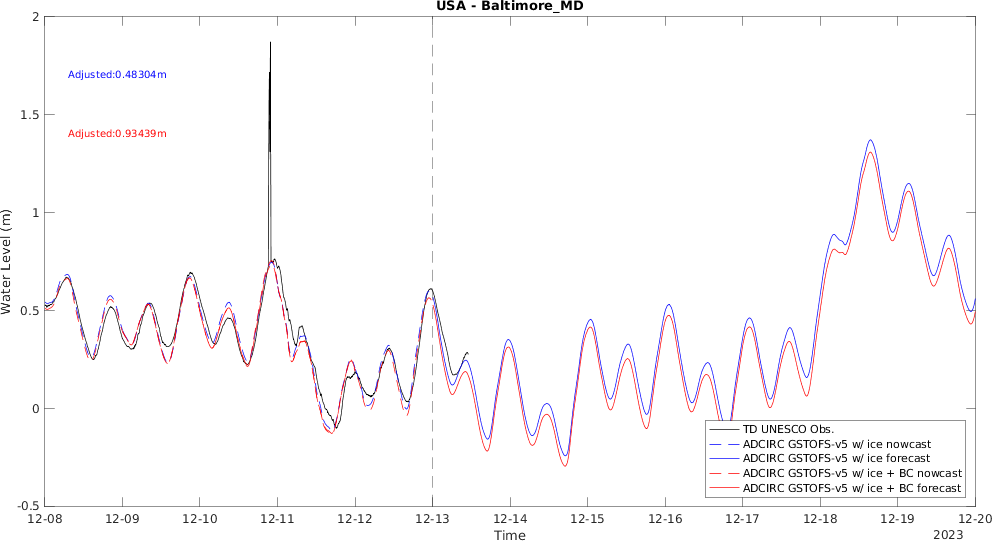 USA - Baltimore_MD
Adjusted:0.48304m
Adjusted:0.93439m
Water Level (m)
2
1.5
1
0.5
0
-0.5
TD UNESCO Obs.
ADCIRC GSTOFS-v5 w/ ice nowcast
ADCIRC GSTOFS-v5 w/ ice forecast
ADCIRC GSTOFS-v5 w/ ice + BC nowcast
ADCIRC GSTOFS-v5 w/ ice + BC forecast
12-08 12-09 12-10 12-11 12-12 12-13 12-14 12-15 12-16 12-17 12-18 12-19 12-20
Time
2023